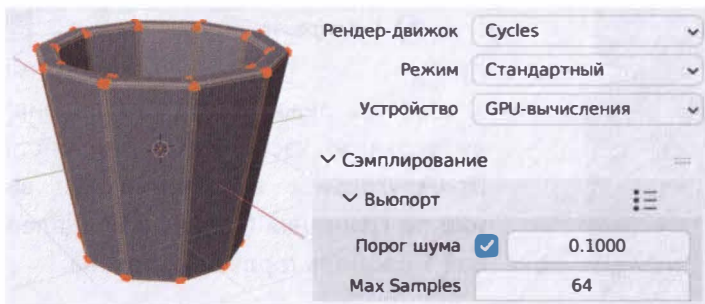 Рендер-движок Cycles
Режим Стандартный
Устройство GPU-вычисления
Сэмплирование
Вьюпорт
Порог шума 0.1000
Max Samples 64